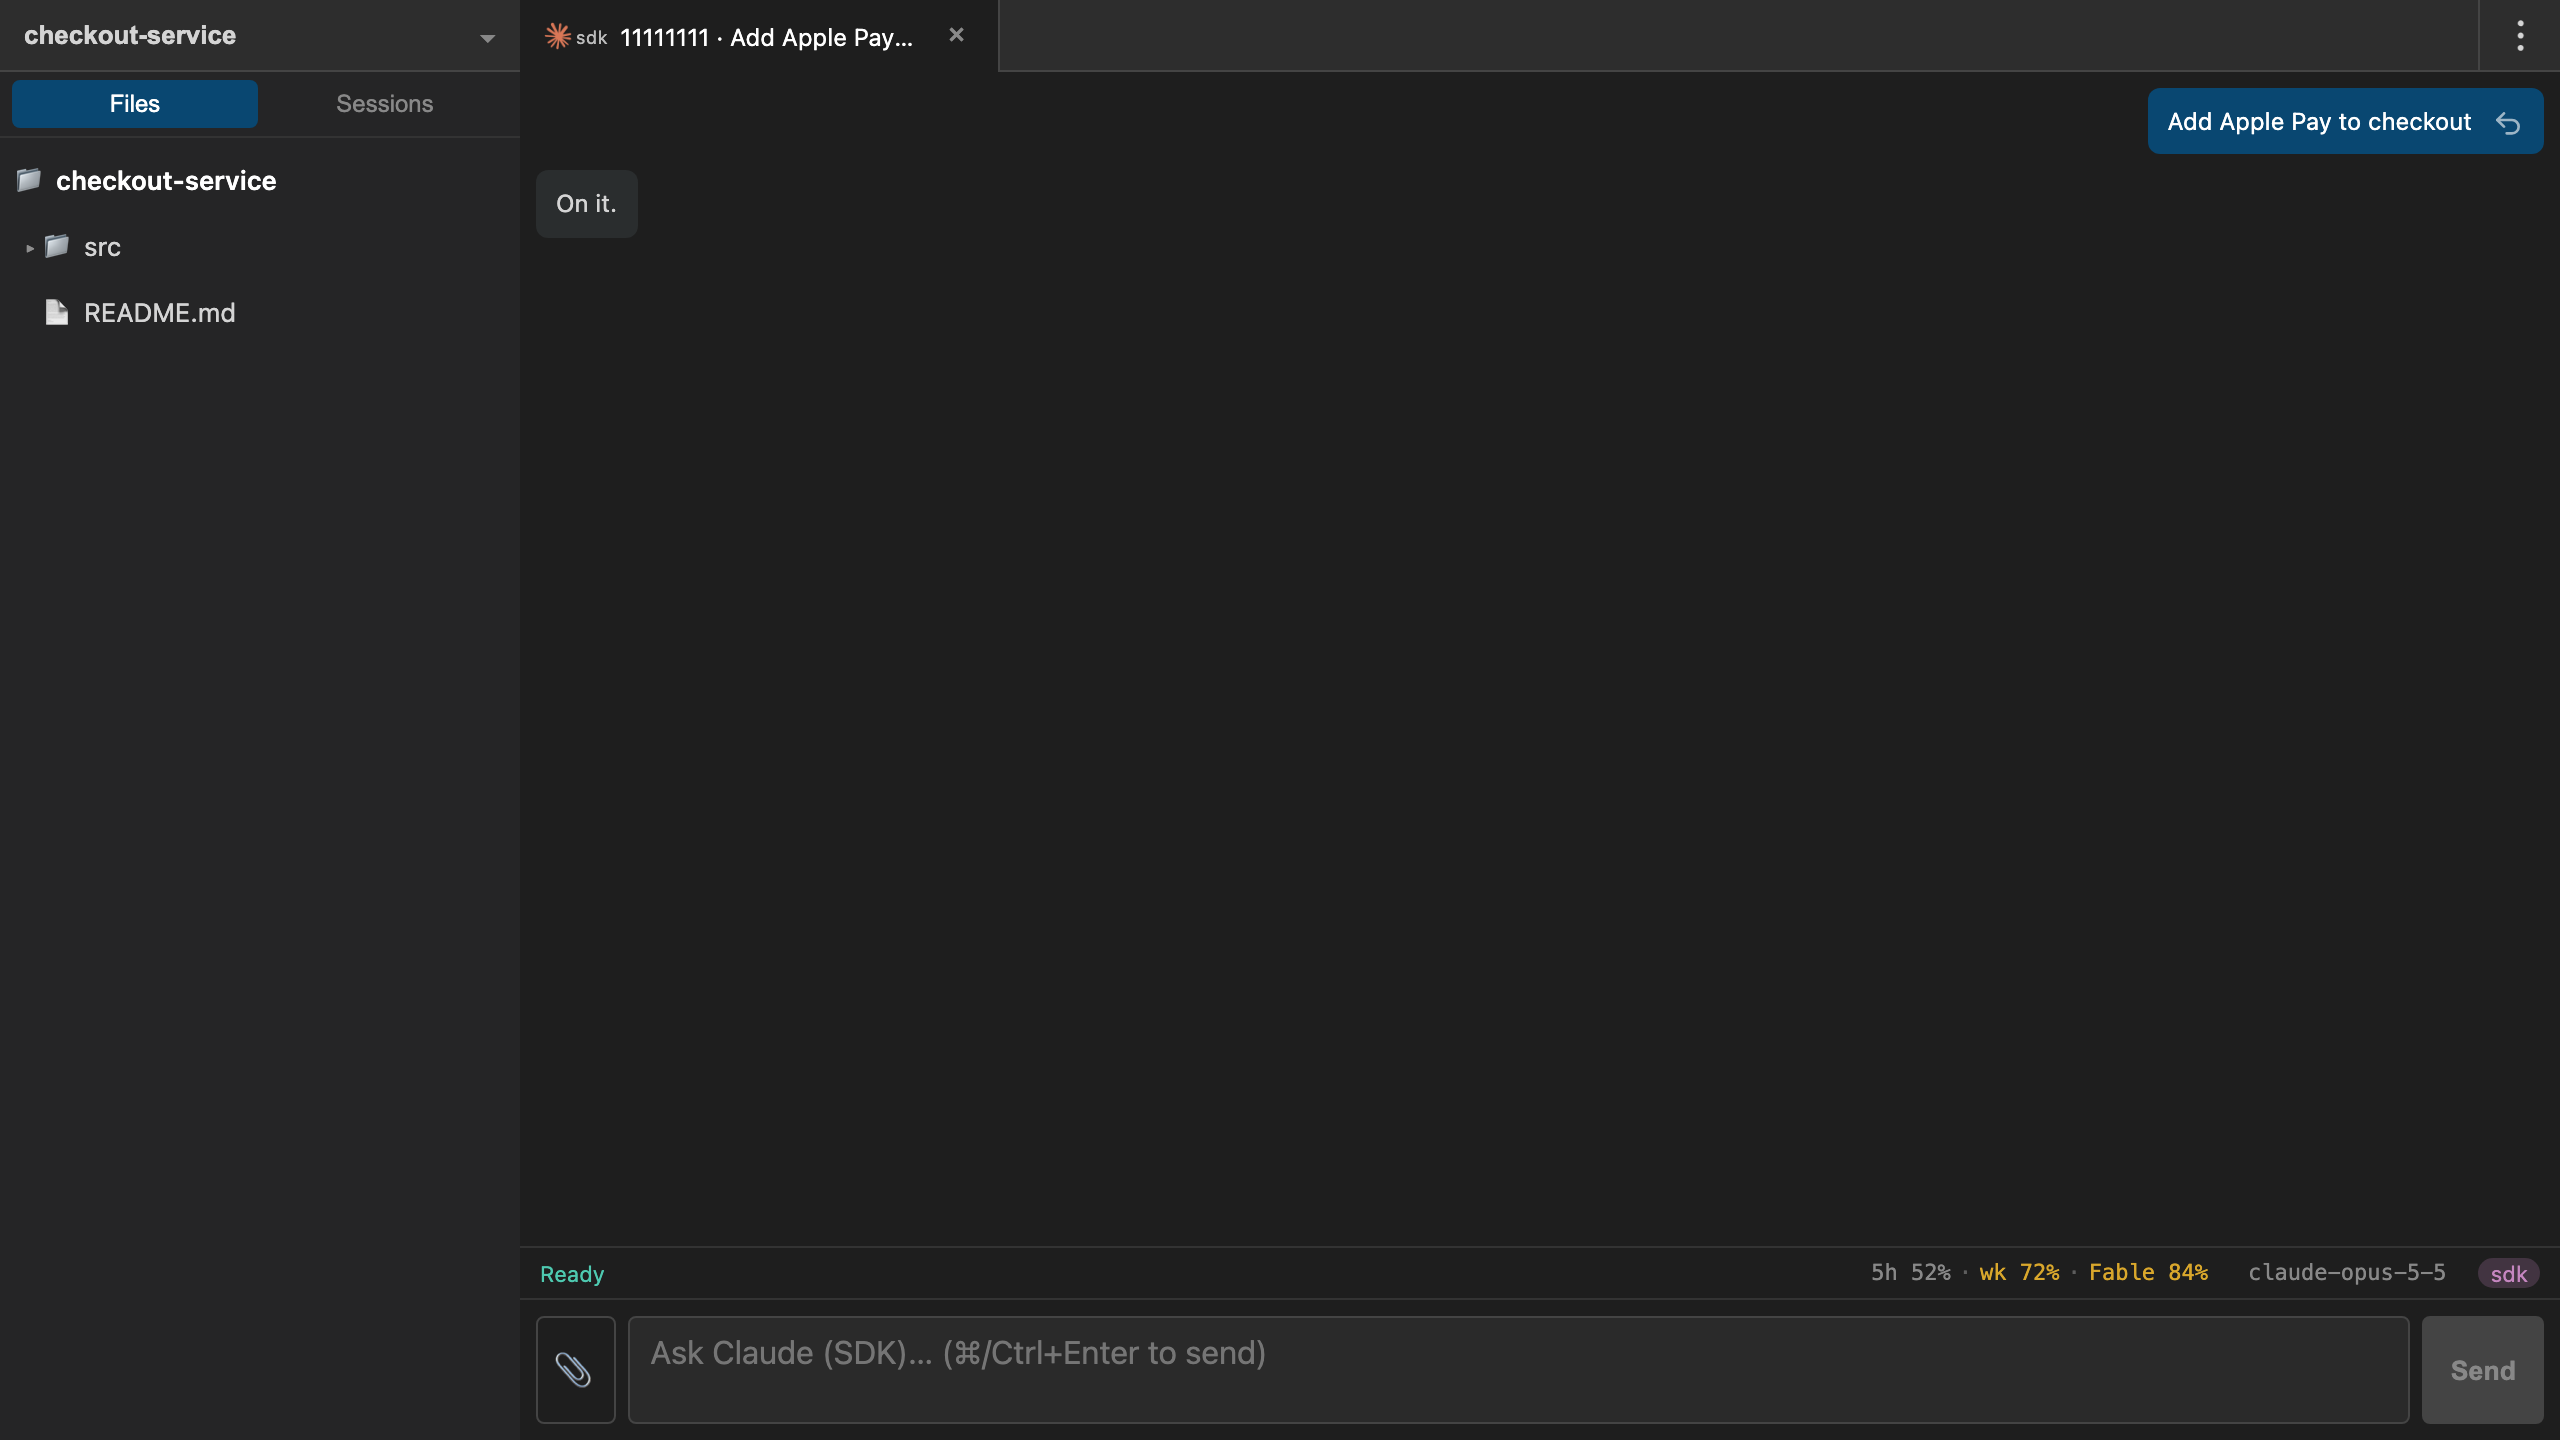 checkout-service
sdk 11111111 · Add Apple Pay...
Files
Sessions
Add Apple Pay to checkout
checkout-service
On it.
src
README.md
Ready
5h 52% · wk 72% · Fable 84%
claude-opus-5-5
sdk
Ask Claude (SDK)... (⌘/Ctrl+Enter to send)
Send